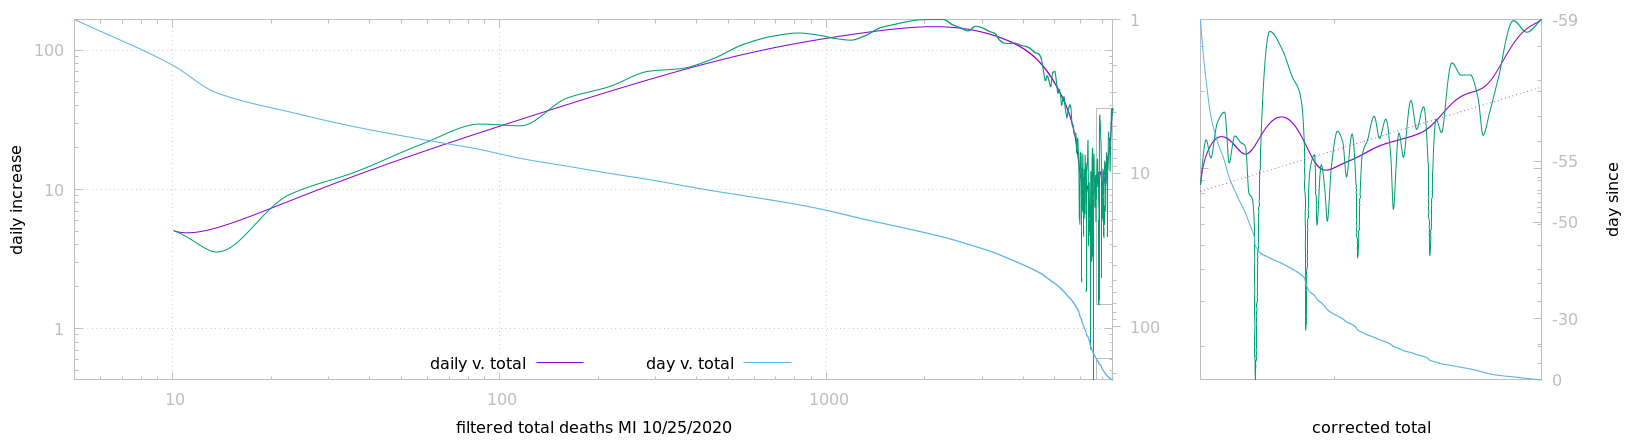 100
10
1
daily increase
daily v. total
day v. total
10
100
1000
filtered total deaths MI 10/25/2020
1
10
100
-59
-55
-50
-30
0
day since
corrected total